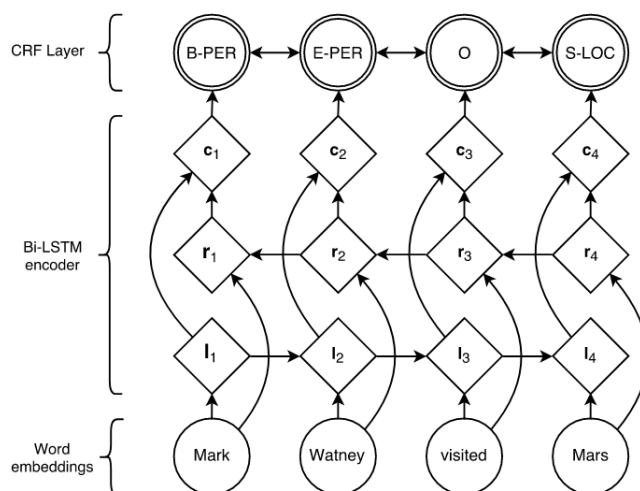 CRF Layer
B-PER
E-PER
O
S-LOC
Bi-LSTM
encoder
c₁
c₂
c₃
c₄
r₁
r₂
r₃
r₄
l₁
l₂
l₃
l₄
Word
embeddings
Mark
Watney
visited
Mars